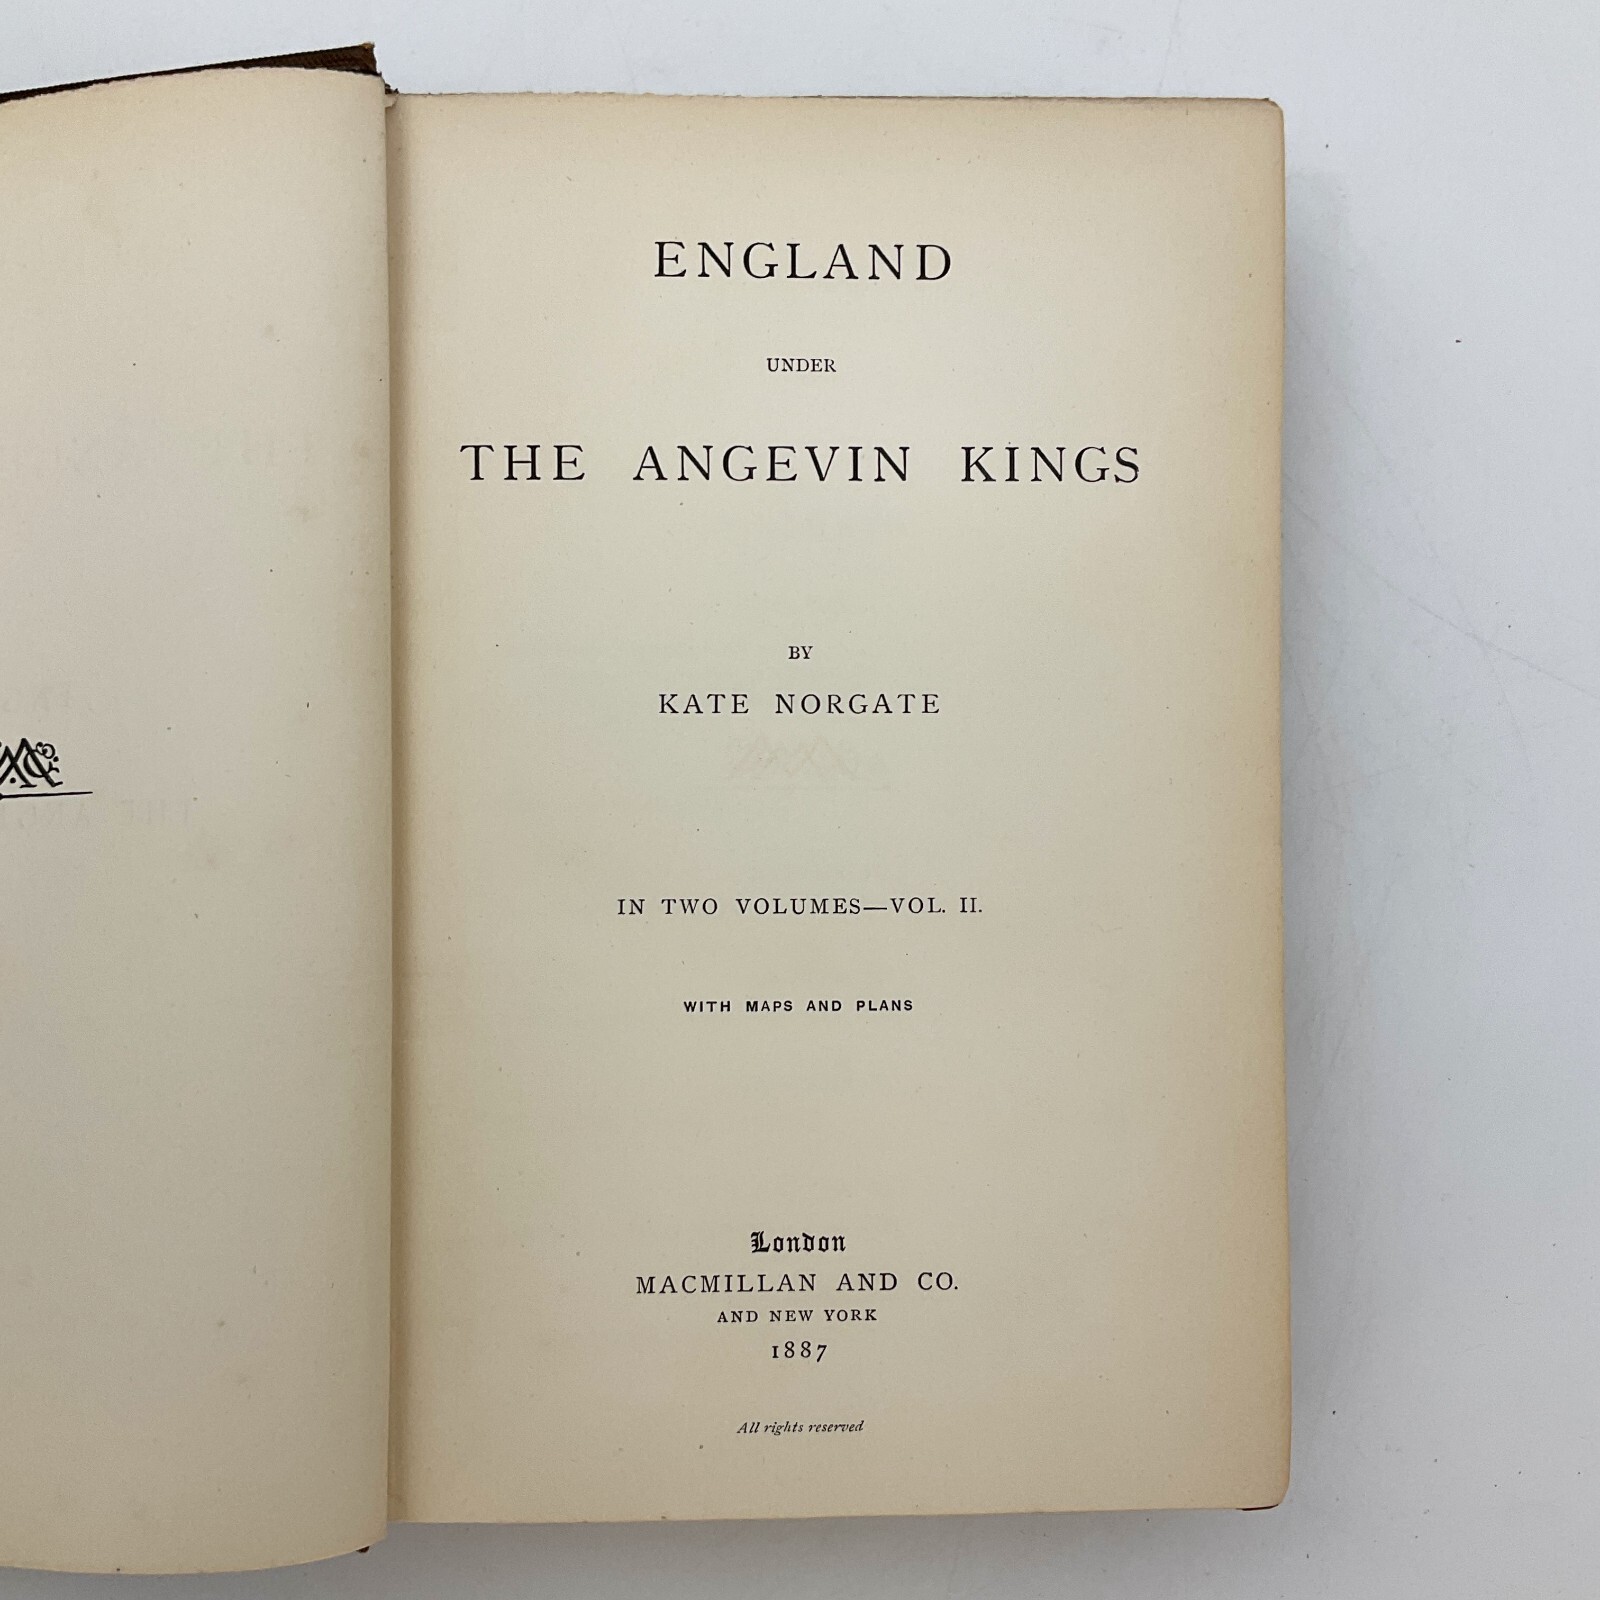 ENGLAND
UNDER
THE ANGEVIN KINGS
BY
KATE NORGATE
IN TWO VOLUMES—VOL. II.
WITH MAPS AND PLANS
London
MACMILLAN AND CO.
AND NEW YORK
1887
All rights reserved